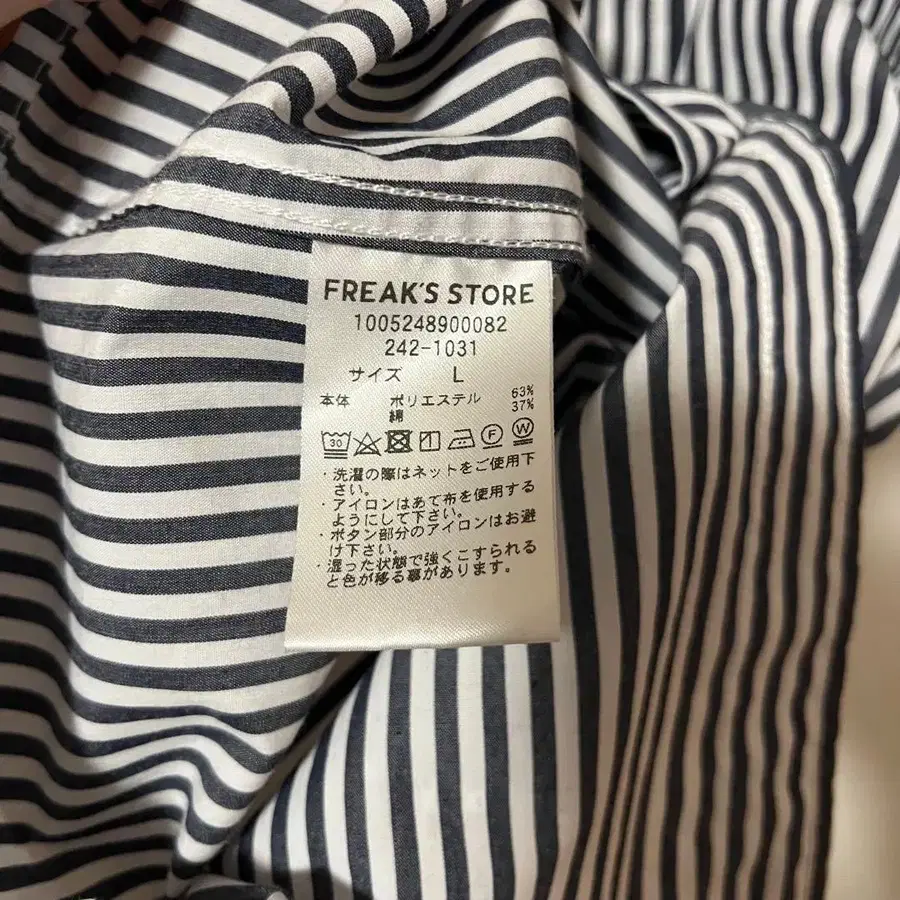 FREAK'S STORE
1005248900082
242-1031
サイズ L
本体 ポリエステル 63%
綿 37%
30 F W
・洗濯の際はネットをご使用下
さい。
・アイロンはあて布を使用する
ようにして下さい。
・ボタン部分のアイロンはお避
け下さい。
・湿った状態で強くこすられる
と色が移る事があります。